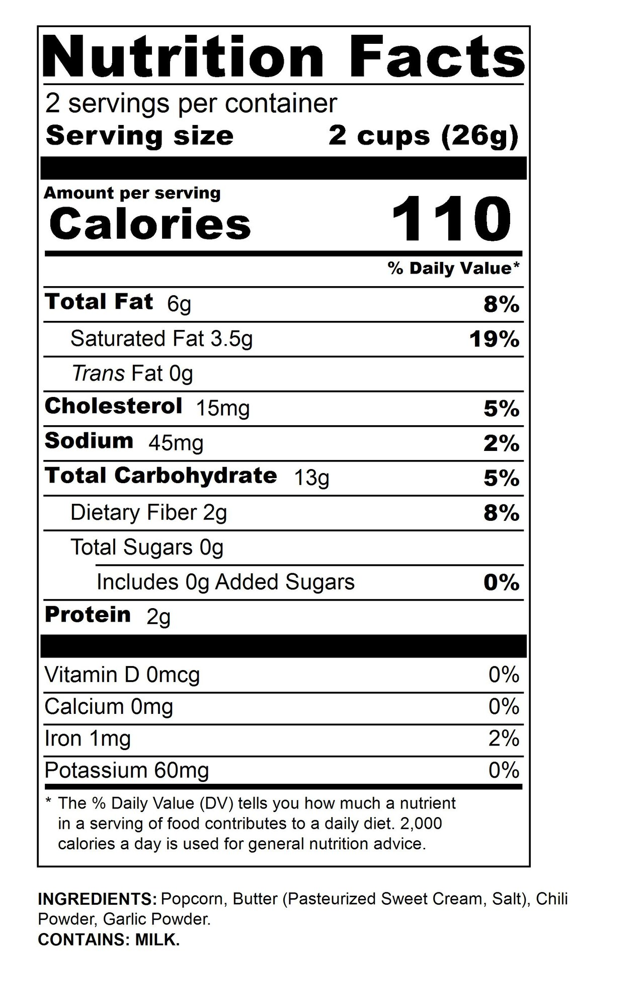 Nutrition Facts
2 servings per container
Serving size 2 cups (26g)
Amount per serving
Calories 110
% Daily Value*
Total Fat 6g 8%
Saturated Fat 3.5g 19%
Trans Fat 0g
Cholesterol 15mg 5%
Sodium 45mg 2%
Total Carbohydrate 13g 5%
Dietary Fiber 2g 8%
Total Sugars 0g
Includes 0g Added Sugars 0%
Protein 2g
Vitamin D 0mcg 0%
Calcium 0mg 0%
Iron 1mg 2%
Potassium 60mg 0%
* The % Daily Value (DV) tells you how much a nutrient
in a serving of food contributes to a daily diet. 2,000
calories a day is used for general nutrition advice.
INGREDIENTS: Popcorn, Butter (Pasteurized Sweet Cream, Salt), Chili
Powder, Garlic Powder.
CONTAINS: MILK.